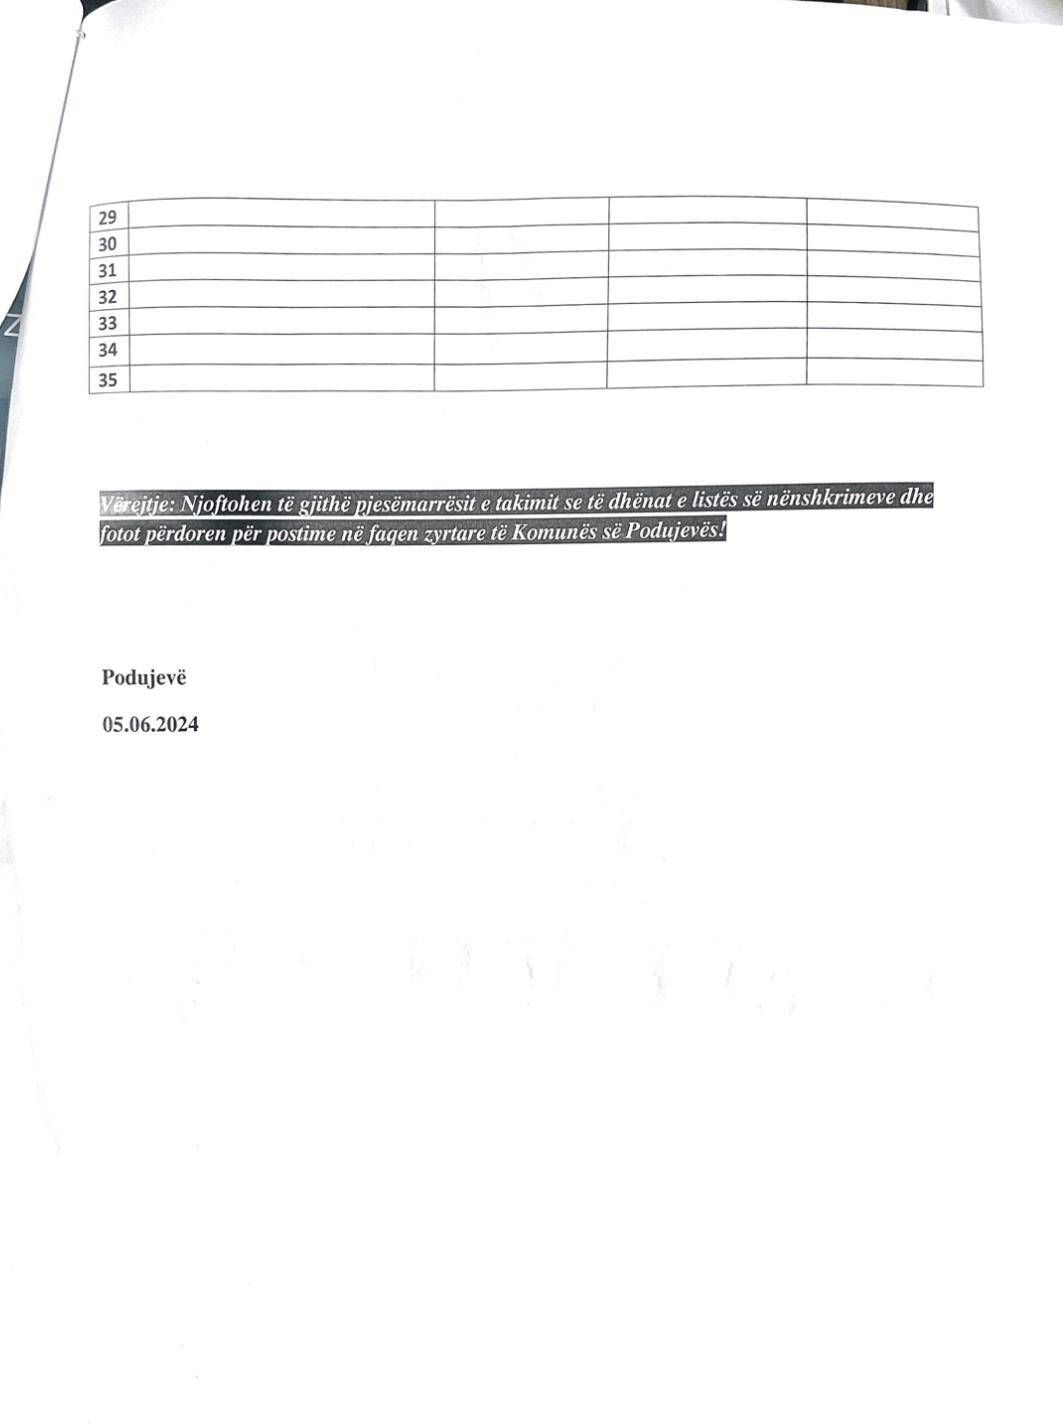 29
30
31
32
33
34
35
Vërejtje: Njoftohen të gjithë pjesëmarrësit e takimit se të dhënat e listës së nënshkrimeve dhe
fotot përdoren për postime në faqen zyrtare të Komunës së Podujevës!
Podujevë
05.06.2024